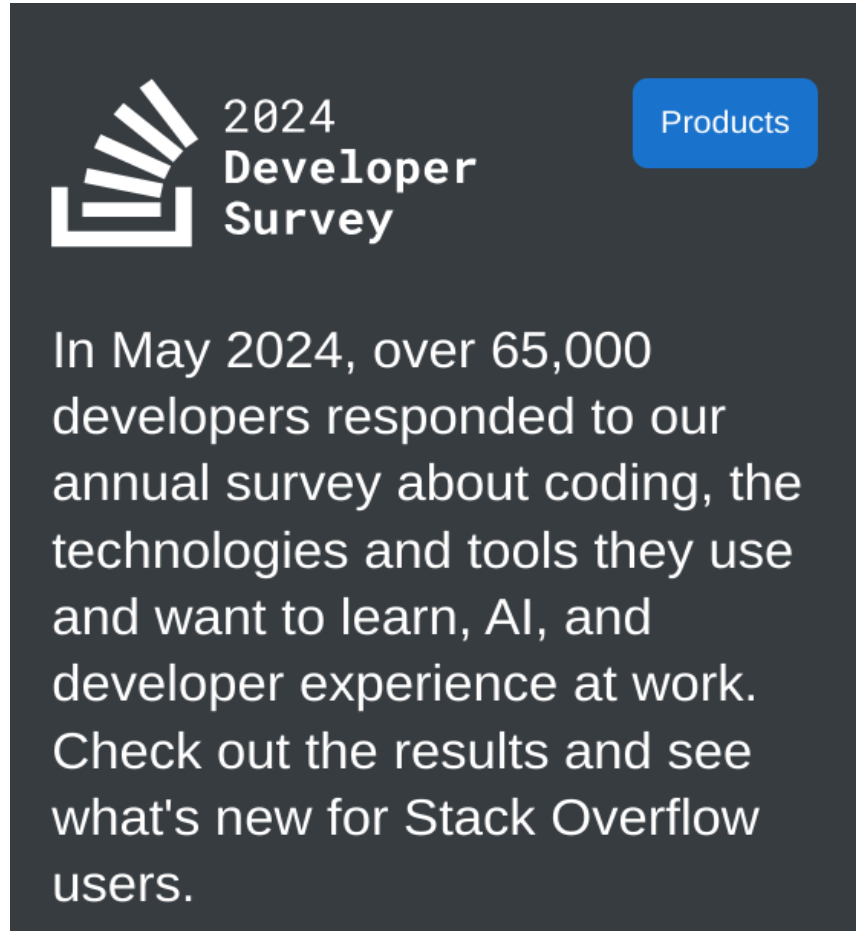 2024
Developer
Survey
Products
In May 2024, over 65,000
developers responded to our
annual survey about coding, the
technologies and tools they use
and want to learn, AI, and
developer experience at work.
Check out the results and see
what's new for Stack Overflow
users.